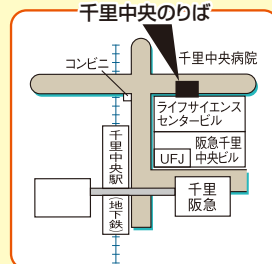 千里中央のりば
コンビニ
千里中央病院
ライフサイエンス
センタービル
千里中央駅
(地下鉄)
UFJ
阪急千里
中央ビル
千里
阪急